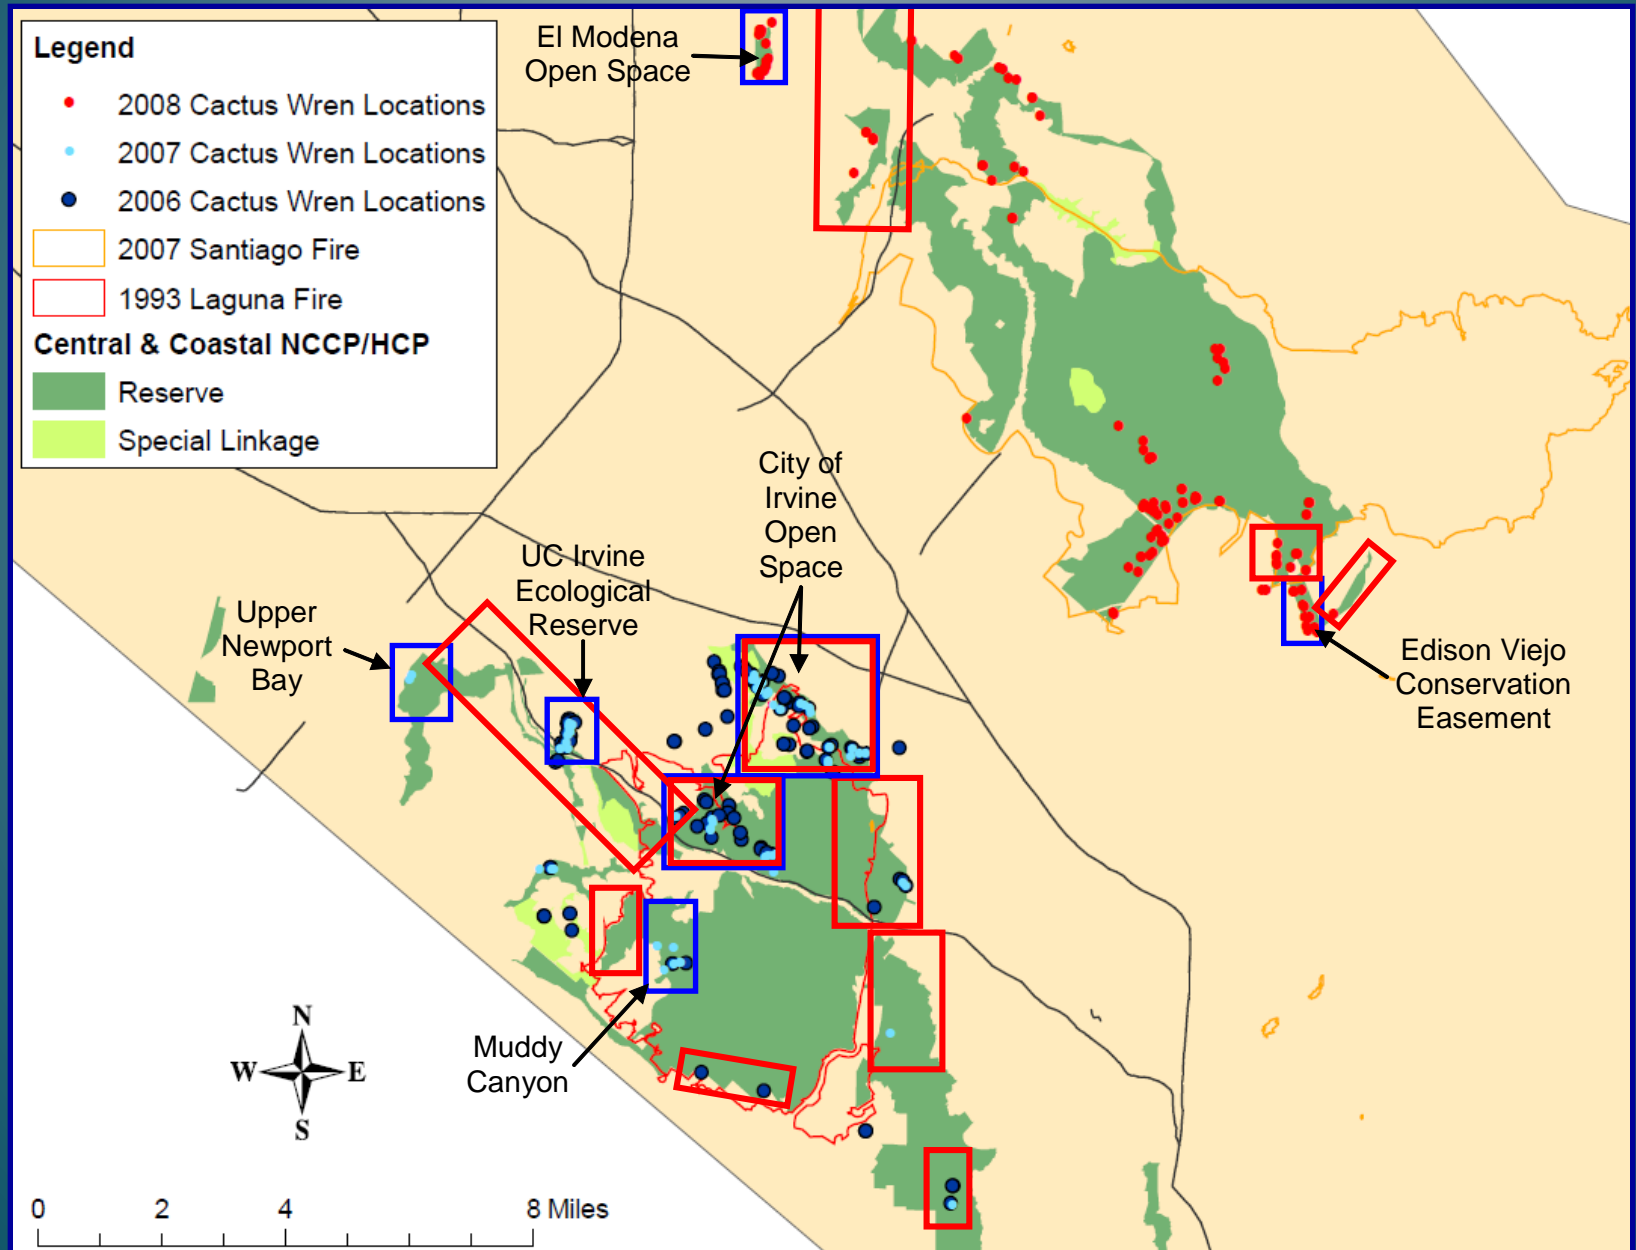 Legend
2008 Cactus Wren Locations
2007 Cactus Wren Locations
2006 Cactus Wren Locations
2007 Santiago Fire
1993 Laguna Fire
Central & Coastal NCCP/HCP
Reserve
Special Linkage
El Modena
Open Space
City of
Irvine
Open
Space
UC Irvine
Ecological
Reserve
Upper
Newport
Bay
Edison Viejo
Conservation
Easement
Muddy
Canyon
N
W E
S
0 2 4 8 Miles